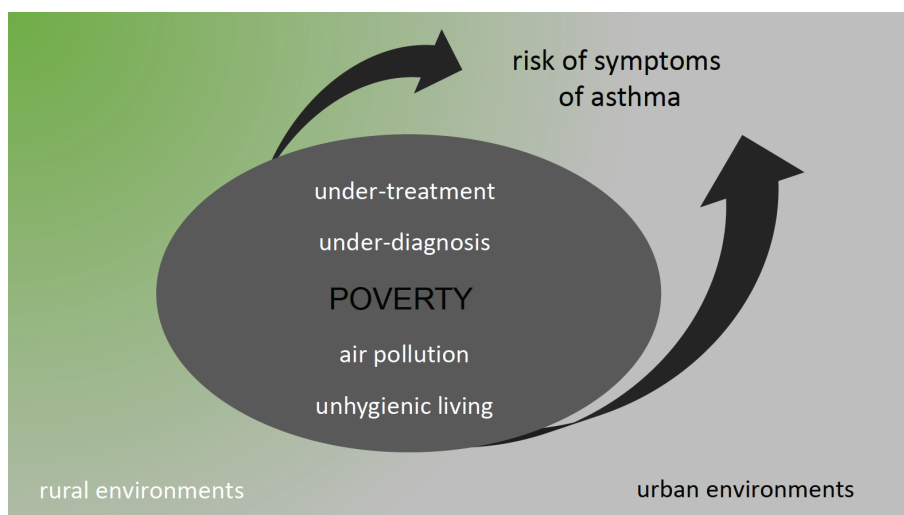 risk of symptoms
of asthma
under-treatment
under-diagnosis
POVERTY
air pollution
unhygienic living
rural environments
urban environments